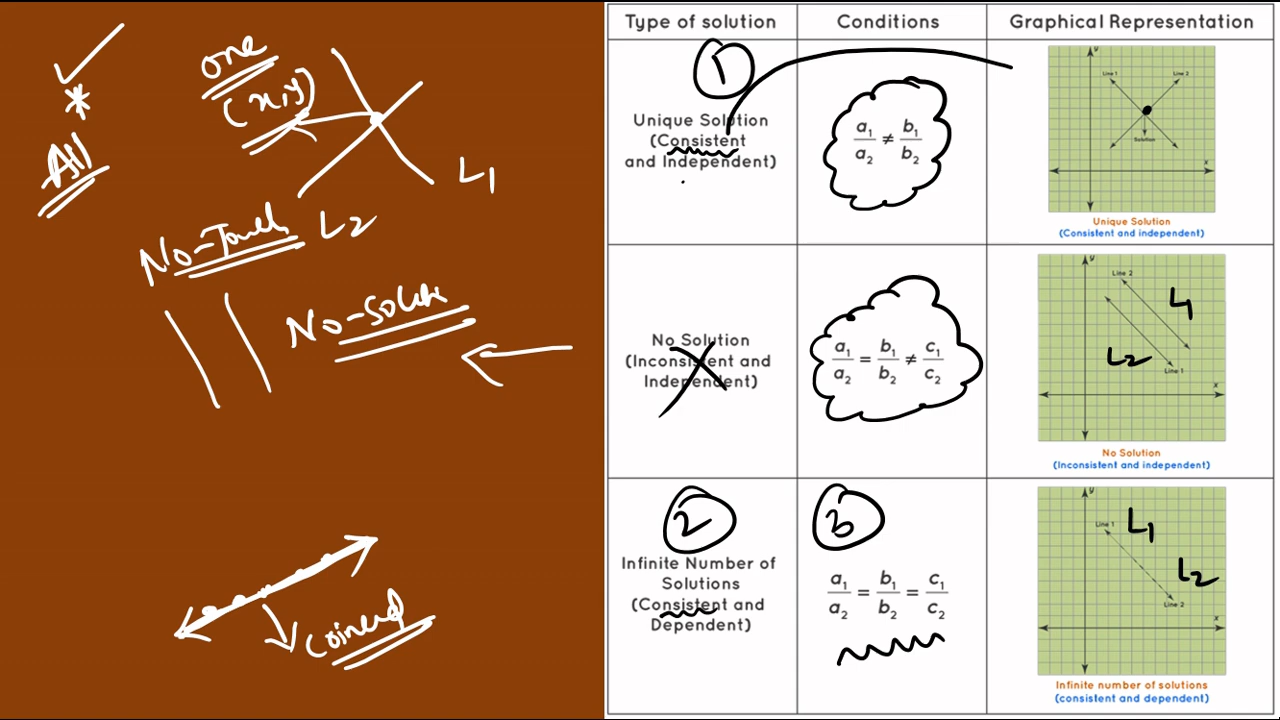 one
(x,y)
All
L1
L2
No-Touch
No-Solute
Coincid
Type of solution
Conditions
Graphical Representation
1
Unique Solution
(Consistent
and Independent)
a1/a2 ≠ b1/b2
y
Line 1
Line 2
Solution
x
Unique Solution
(Consistent and independent)
No Solution
(Inconsistent and
Independent)
a1/a2 = b1/b2 ≠ c1/c2
y
Line 2
L1
L2
Line 1
x
No Solution
(Inconsistent and independent)
2
Infinite Number of
Solutions
(Consistent and
Dependent)
3
a1/a2 = b1/b2 = c1/c2
y
Line 1
L1
L2
Line 2
x
Infinite number of solutions
(consistent and dependent)